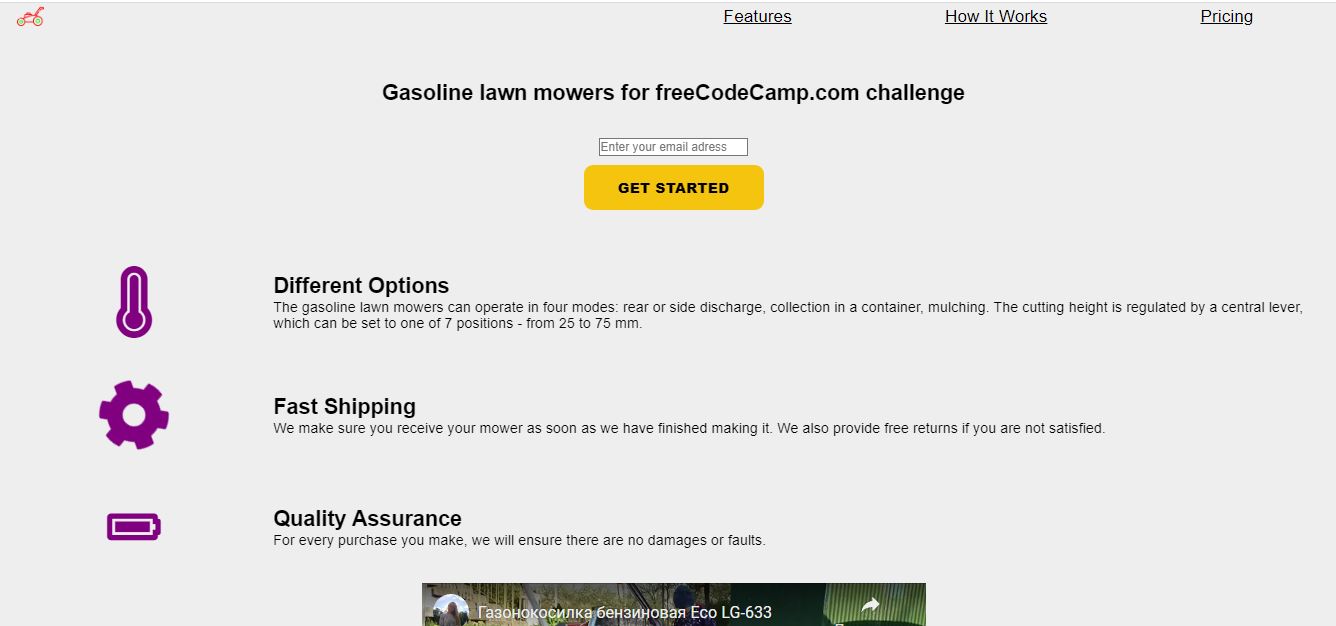 Features How It Works Pricing
Gasoline lawn mowers for freeCodeCamp.com challenge
Enter your email adress
GET STARTED
Different Options
The gasoline lawn mowers can operate in four modes: rear or side discharge, collection in a container, mulching. The cutting height is regulated by a central lever,
which can be set to one of 7 positions - from 25 to 75 mm.
Fast Shipping
We make sure you receive your mower as soon as we have finished making it. We also provide free returns if you are not satisfied.
Quality Assurance
For every purchase you make, we will ensure there are no damages or faults.
Газонокосилка бензиновая Eco LG-633